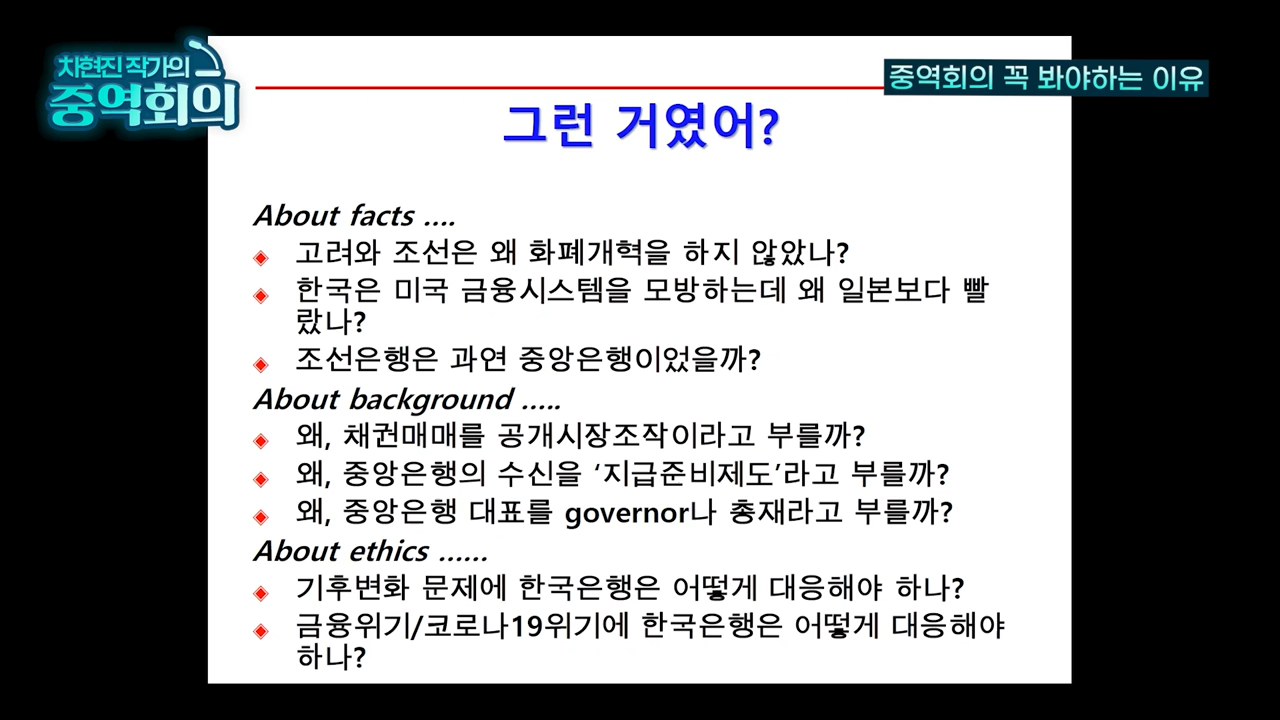 차현진 작가의
중역회의
중역회의 꼭 봐야하는 이유
그런 거였어?
About facts ....
고려와 조선은 왜 화폐개혁을 하지 않았나?
한국은 미국 금융시스템을 모방하는데 왜 일본보다 빨
랐나?
조선은행은 과연 중앙은행이었을까?
About background .....
왜, 채권매매를 공개시장조작이라고 부를까?
왜, 중앙은행의 수신을 ‘지급준비제도’라고 부를까?
왜, 중앙은행 대표를 governor나 총재라고 부를까?
About ethics ......
기후변화 문제에 한국은행은 어떻게 대응해야 하나?
금융위기/코로나19위기에 한국은행은 어떻게 대응해야
하나?